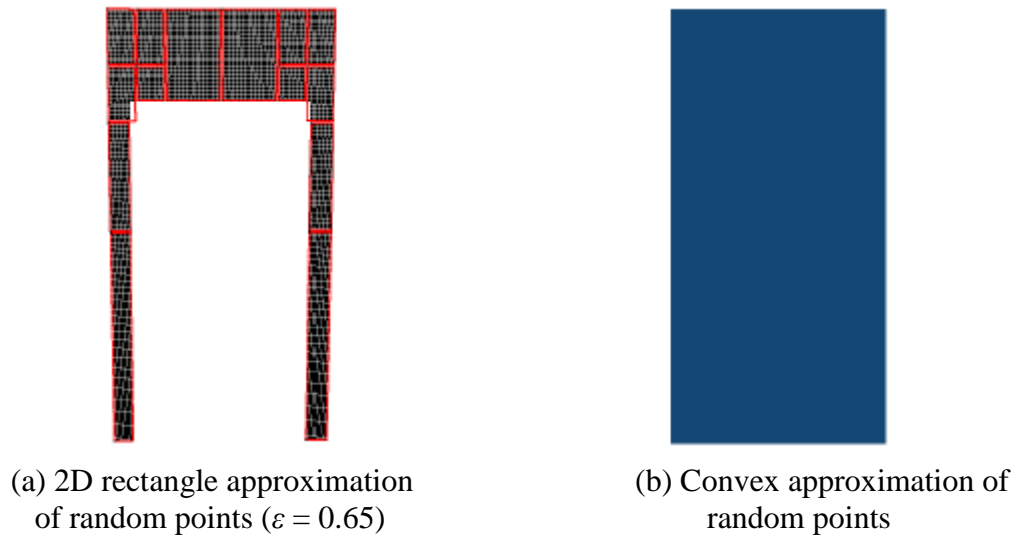 (a) 2D rectangle approximation
of random points (ε = 0.65)
(b) Convex approximation of
random points